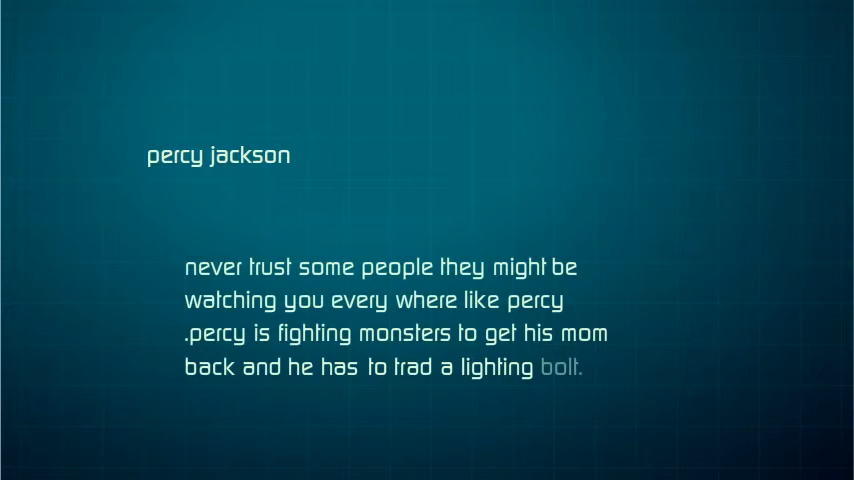 percy jackson
never trust some people they might be
watching you every where like percy
.percy is fighting monsters to get his mom
back and he has to trad a lighting bolt.